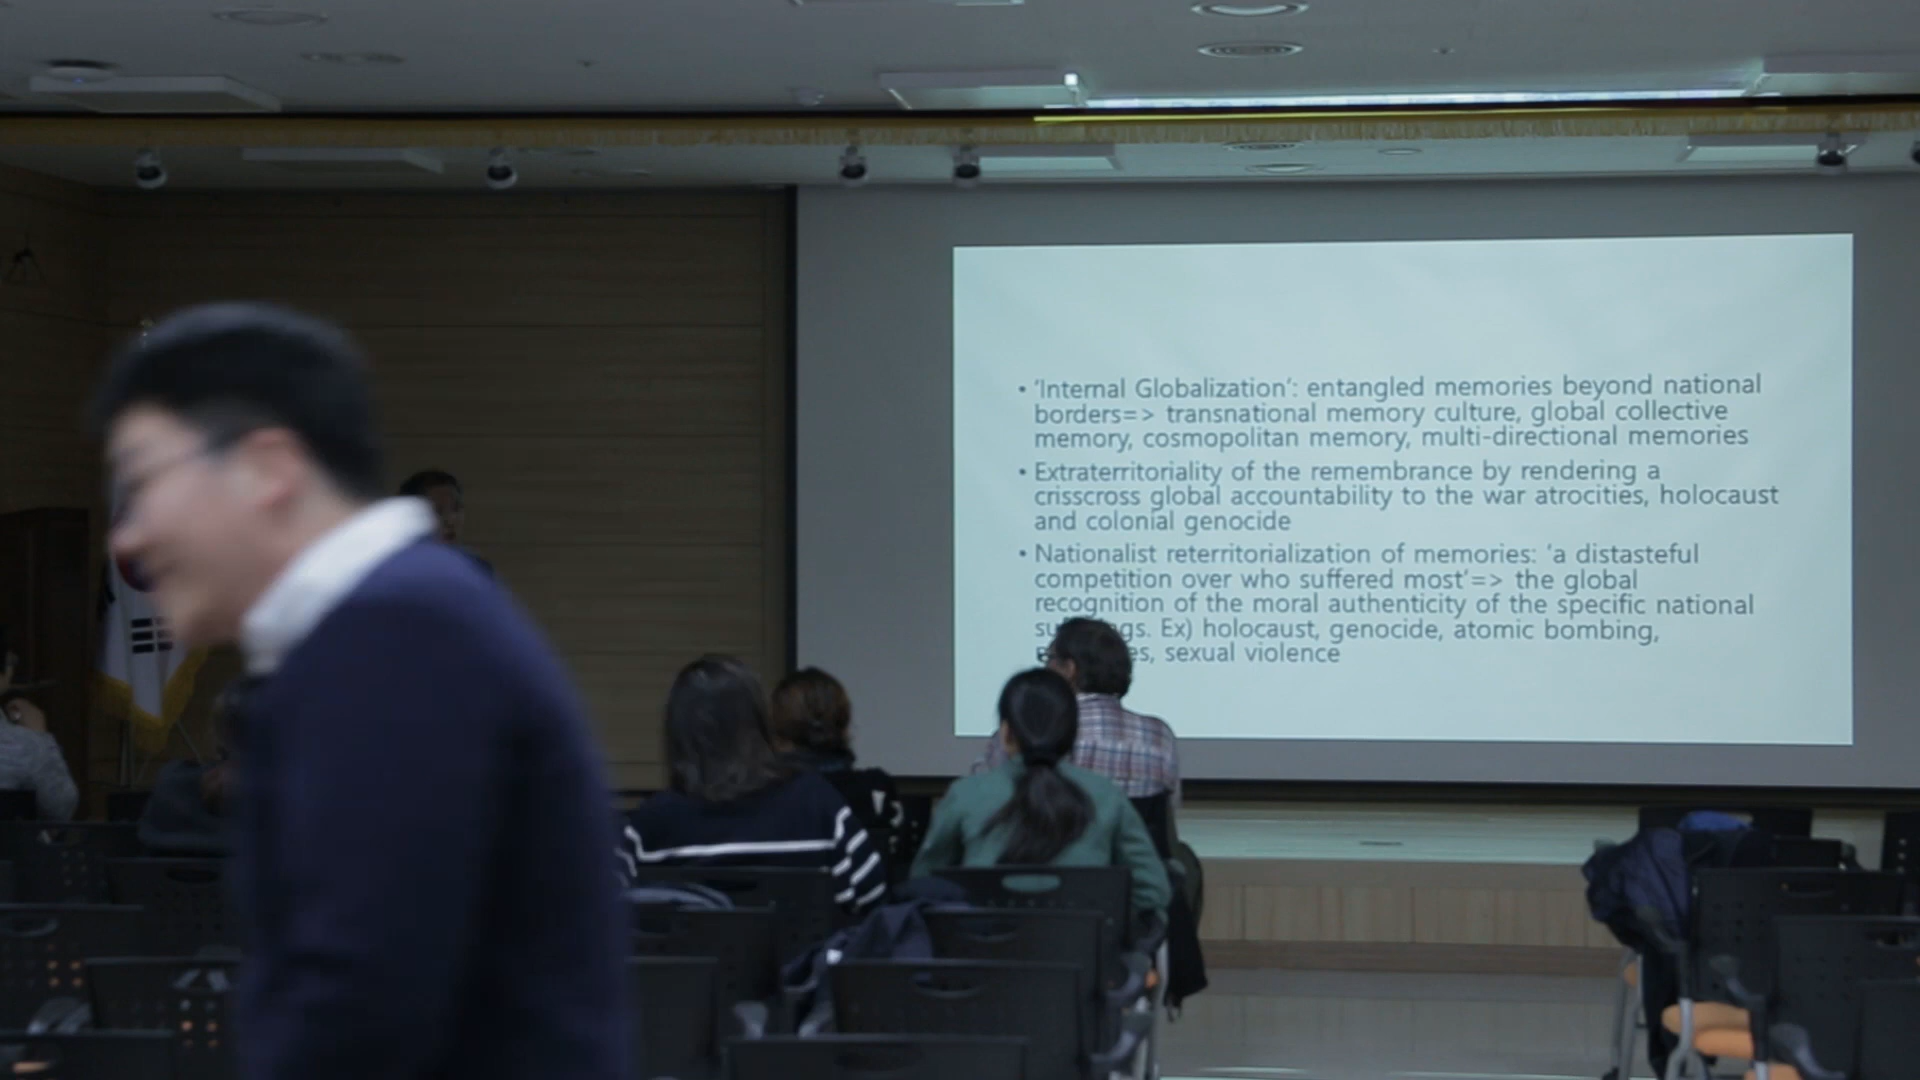 • 'Internal Globalization': entangled memories beyond national
borders=> transnational memory culture, global collective
memory, cosmopolitan memory, multi-directional memories
• Extraterritoriality of the remembrance by rendering a
crisscross global accountability to the war atrocities, holocaust
and colonial genocide
• Nationalist reterritorialization of memories: 'a distasteful
competition over who suffered most'=> the global
recognition of the moral authenticity of the specific national
Ex) holocaust, genocide, atomic bombing,
sexual violence